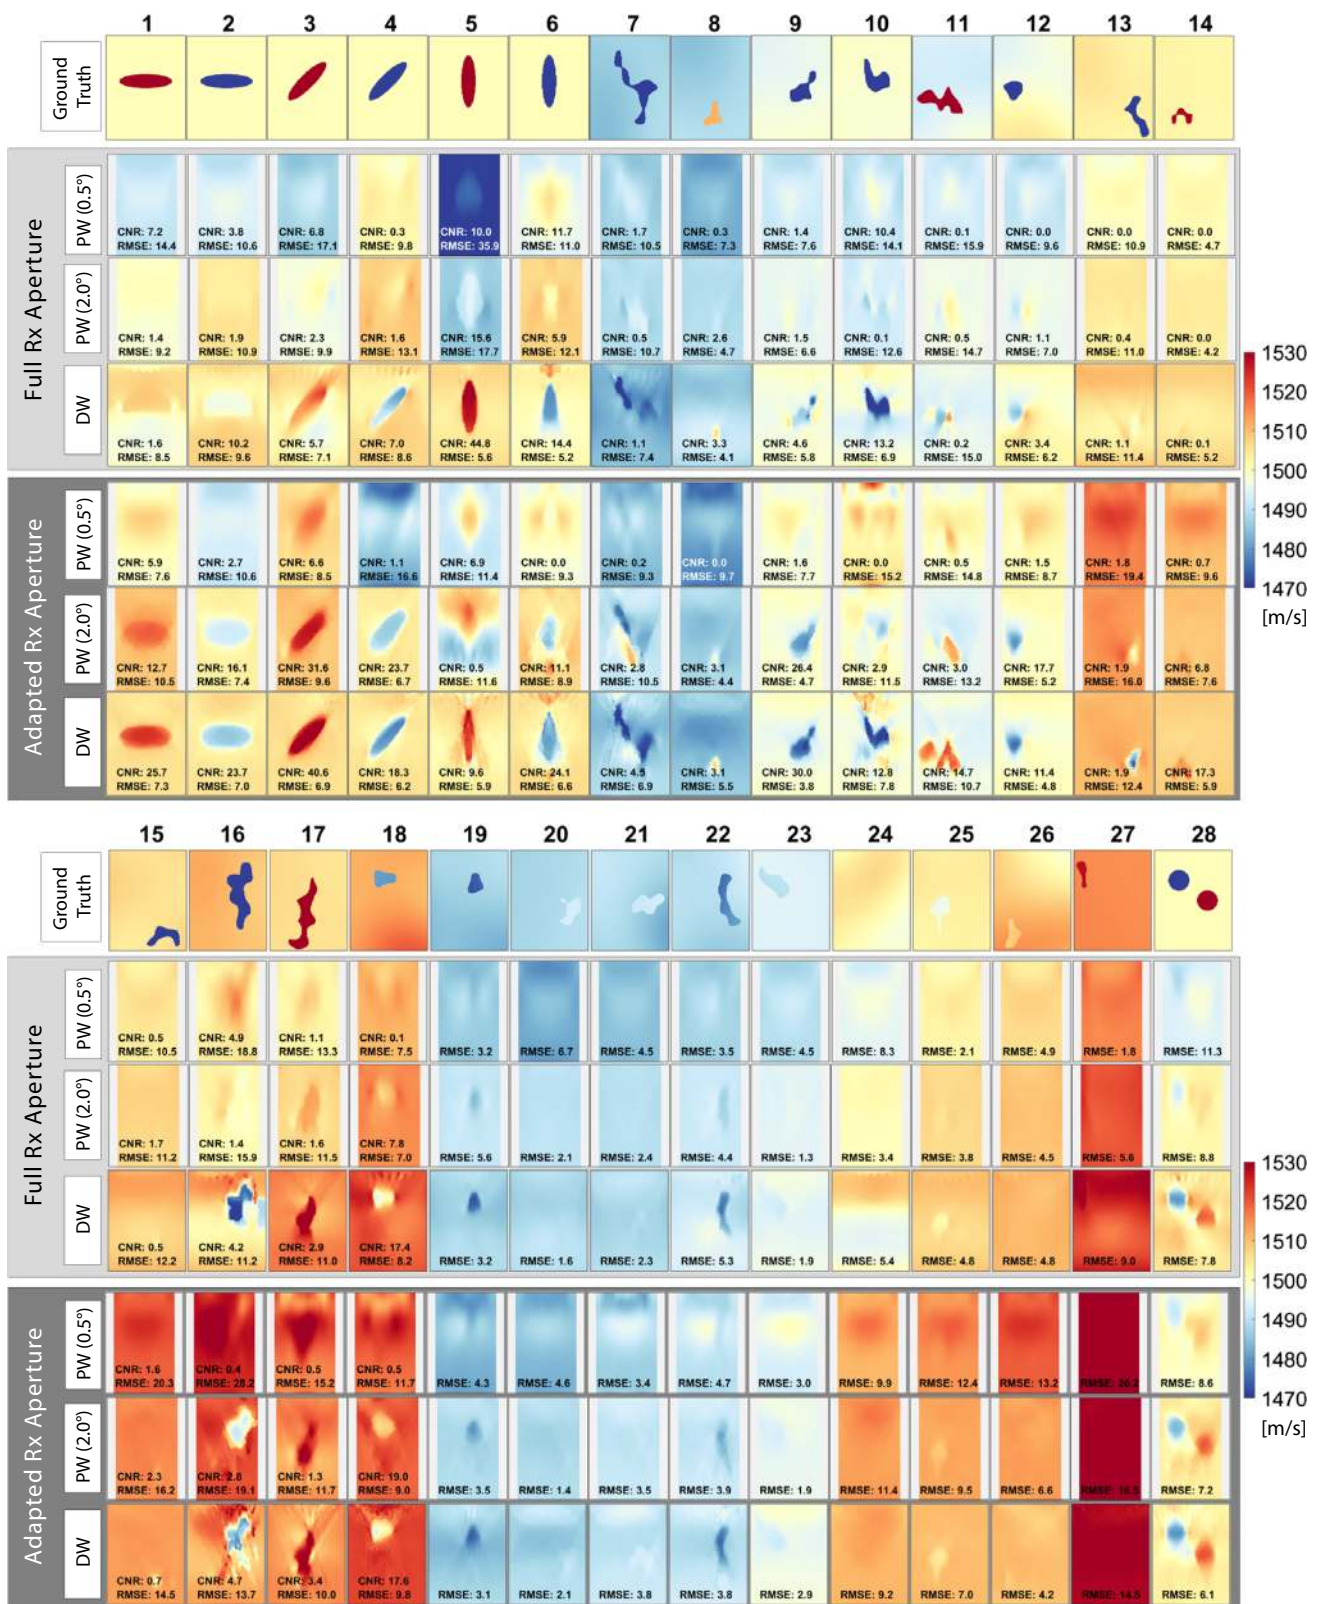 1 2 3 4 5 6 7 8 9 10 11 12 13 14
Ground Truth
Full Rx Aperture
PW (0.5°)
CNR: 7.2 CNR: 3.8 CNR: 6.8 CNR: 0.3 CNR: 10.0 CNR: 11.7 CNR: 1.7 CNR: 0.3 CNR: 1.4 CNR: 10.4 CNR: 0.1 CNR: 0.0 CNR: 0.0 CNR: 0.0
RMSE: 14.4 RMSE: 10.6 RMSE: 17.1 RMSE: 9.8 RMSE: 35.9 RMSE: 11.0 RMSE: 10.5 RMSE: 7.3 RMSE: 7.6 RMSE: 14.1 RMSE: 15.9 RMSE: 9.6 RMSE: 10.9 RMSE: 4.7
PW (2.0°)
CNR: 1.4 CNR: 1.9 CNR: 2.3 CNR: 1.6 CNR: 15.6 CNR: 5.9 CNR: 0.5 CNR: 2.6 CNR: 1.5 CNR: 0.1 CNR: 0.5 CNR: 1.1 CNR: 0.4 CNR: 0.0
RMSE: 9.2 RMSE: 10.9 RMSE: 9.9 RMSE: 13.1 RMSE: 17.7 RMSE: 12.1 RMSE: 10.7 RMSE: 4.7 RMSE: 6.6 RMSE: 12.6 RMSE: 14.7 RMSE: 7.0 RMSE: 11.0 RMSE: 4.2
DW
CNR: 1.6 CNR: 10.2 CNR: 5.7 CNR: 7.0 CNR: 44.8 CNR: 14.4 CNR: 1.1 CNR: 3.3 CNR: 4.6 CNR: 13.2 CNR: 0.2 CNR: 3.4 CNR: 1.1 CNR: 0.1
RMSE: 8.5 RMSE: 9.6 RMSE: 7.1 RMSE: 8.6 RMSE: 5.6 RMSE: 5.2 RMSE: 7.4 RMSE: 4.1 RMSE: 5.8 RMSE: 6.9 RMSE: 15.0 RMSE: 6.2 RMSE: 11.4 RMSE: 5.2
Adapted Rx Aperture
PW (0.5°)
CNR: 5.9 CNR: 2.7 CNR: 6.6 CNR: 1.1 CNR: 6.9 CNR: 0.0 CNR: 0.2 CNR: 0.0 CNR: 1.6 CNR: 0.0 CNR: 0.5 CNR: 1.5 CNR: 1.8 CNR: 0.7
RMSE: 7.6 RMSE: 10.6 RMSE: 8.5 RMSE: 16.6 RMSE: 11.4 RMSE: 9.3 RMSE: 9.3 RMSE: 9.7 RMSE: 7.7 RMSE: 15.2 RMSE: 14.8 RMSE: 8.7 RMSE: 19.4 RMSE: 9.6
PW (2.0°)
CNR: 12.7 CNR: 16.1 CNR: 31.6 CNR: 23.7 CNR: 0.5 CNR: 11.1 CNR: 2.8 CNR: 3.1 CNR: 26.4 CNR: 2.9 CNR: 3.0 CNR: 17.7 CNR: 1.9 CNR: 6.8
RMSE: 10.5 RMSE: 7.4 RMSE: 9.6 RMSE: 6.7 RMSE: 11.6 RMSE: 8.9 RMSE: 10.5 RMSE: 4.4 RMSE: 4.7 RMSE: 11.5 RMSE: 13.2 RMSE: 5.2 RMSE: 16.0 RMSE: 7.6
DW
CNR: 25.7 CNR: 23.7 CNR: 40.6 CNR: 18.3 CNR: 9.6 CNR: 24.1 CNR: 4.5 CNR: 3.1 CNR: 30.0 CNR: 12.8 CNR: 14.7 CNR: 11.4 CNR: 1.9 CNR: 17.3
RMSE: 7.3 RMSE: 7.0 RMSE: 6.9 RMSE: 6.2 RMSE: 5.9 RMSE: 6.6 RMSE: 6.9 RMSE: 5.5 RMSE: 3.8 RMSE: 7.8 RMSE: 10.7 RMSE: 4.8 RMSE: 12.4 RMSE: 5.9
1530
1520
1510
1500
1490
1480
1470
[m/s]
15 16 17 18 19 20 21 22 23 24 25 26 27 28
Ground Truth
Full Rx Aperture
PW (0.5°)
CNR: 0.5 CNR: 4.9 CNR: 1.1 CNR: 0.1
RMSE: 10.5 RMSE: 18.8 RMSE: 13.3 RMSE: 7.5 RMSE: 3.2 RMSE: 6.7 RMSE: 4.5 RMSE: 3.5 RMSE: 4.5 RMSE: 8.3 RMSE: 2.1 RMSE: 4.9 RMSE: 1.8 RMSE: 11.3
PW (2.0°)
CNR: 1.7 CNR: 1.4 CNR: 1.6 CNR: 7.8
RMSE: 11.2 RMSE: 15.9 RMSE: 11.5 RMSE: 7.0 RMSE: 5.6 RMSE: 2.1 RMSE: 2.4 RMSE: 4.4 RMSE: 1.3 RMSE: 3.4 RMSE: 3.8 RMSE: 4.5 RMSE: 5.6 RMSE: 8.8
DW
CNR: 0.5 CNR: 4.2 CNR: 2.9 CNR: 17.4
RMSE: 12.2 RMSE: 11.2 RMSE: 11.0 RMSE: 8.2 RMSE: 3.2 RMSE: 1.6 RMSE: 2.3 RMSE: 5.3 RMSE: 1.9 RMSE: 5.4 RMSE: 4.8 RMSE: 4.8 RMSE: 9.0 RMSE: 7.8
Adapted Rx Aperture
PW (0.5°)
CNR: 1.6 CNR: 0.4 CNR: 0.5 CNR: 0.5
RMSE: 20.3 RMSE: 28.2 RMSE: 15.2 RMSE: 11.7 RMSE: 4.3 RMSE: 4.6 RMSE: 3.4 RMSE: 4.7 RMSE: 3.0 RMSE: 9.9 RMSE: 12.4 RMSE: 13.2 RMSE: RMSE: 8.6
PW (2.0°)
CNR: 2.3 CNR: 2.8 CNR: 1.3 CNR: 19.0
RMSE: 16.2 RMSE: 19.1 RMSE: 11.7 RMSE: 9.0 RMSE: 3.5 RMSE: 1.4 RMSE: 3.5 RMSE: 3.9 RMSE: 1.9 RMSE: 11.4 RMSE: 9.5 RMSE: 6.6 RMSE: RMSE: 7.2
DW
CNR: 0.7 CNR: 4.7 CNR: 3.4 CNR: 17.6
RMSE: 14.5 RMSE: 13.7 RMSE: 10.0 RMSE: 9.8 RMSE: 3.1 RMSE: 2.1 RMSE: 3.8 RMSE: 3.8 RMSE: 2.9 RMSE: 9.2 RMSE: 7.0 RMSE: 4.2 RMSE: 14.5 RMSE: 6.1
1530
1520
1510
1500
1490
1480
1470
[m/s]